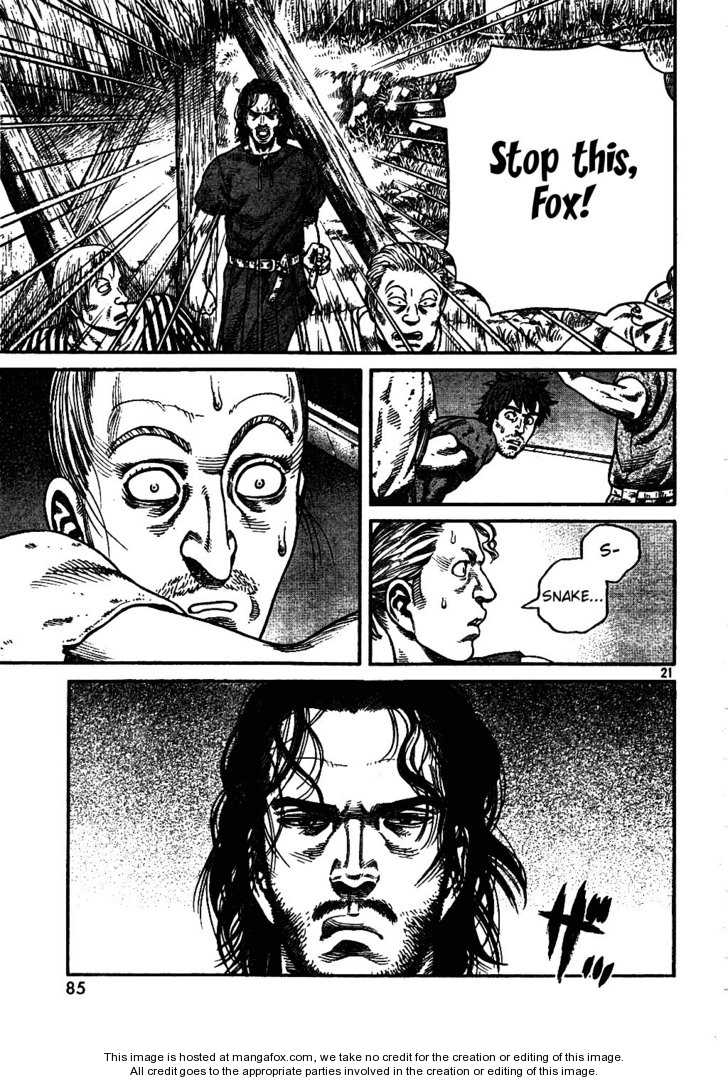 Stop this,
Fox!
S-
SNAKE...
21
ザ"...
85
This image is hosted at mangafox.com, we take no credit for the creation or editing of this image.
All credit goes to the appropriate parties involved in the creation or editing of this image.